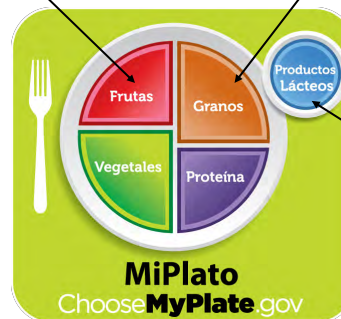 Productos
Lácteos
Frutas
Granos
Vegetales
Proteína
MiPlato
ChooseMyPlate.gov